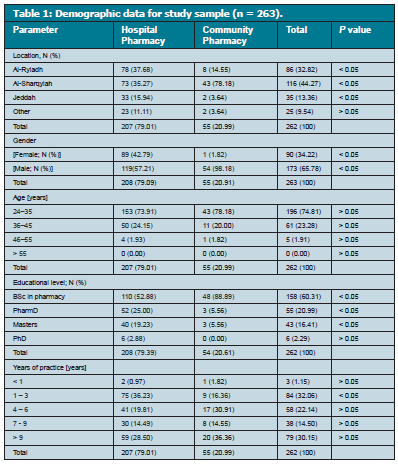 Table 1: Demographic data for study sample (n = 263).
Parameter Hospital Pharmacy Community Pharmacy Total P value
Location, N (%)
Al-Riyadh 78 (37.68) 8 (14.55) 86 (32.82) < 0.05
Al-Sharqiyah 73 (35.27) 43 (78.18) 116 (44.27) < 0.05
Jeddah 33 (15.94) 2 (3.64) 35 (13.36) < 0.05
Other 23 (11.11) 2 (3.64) 25 (9.54) > 0.05
Total 207 (79.01) 55 (20.99) 262 (100)
Gender
[Female; N (%)] 89 (42.79) 1 (1.82) 90 (34.22) < 0.05
[Male; N (%)] 119(57.21) 54 (98.18) 173 (65.78) < 0.05
Total 208 (79.09) 55 (20.91) 263 (100)
Age [years]
24–35 153 (73.91) 43 (78.18) 196 (74.81) > 0.05
36–45 50 (24.15) 11 (20.00) 61 (23.28) > 0.05
46–55 4 (1.93) 1 (1.82) 5 (1.91) > 0.05
> 55 0 (0.00) 0 (0.00) 0 (0.00) > 0.05
Total 207 (79.01) 55 (20.99) 262 (100)
Educational level; N (%)
BSc in pharmacy 110 (52.88) 48 (88.89) 158 (60.31) < 0.05
PharmD 52 (25.00) 3 (5.56) 55 (20.99) < 0.05
Masters 40 (19.23) 3 (5.56) 43 (16.41) < 0.05
PhD 6 (2.88) 0 (0.00) 6 (2.29) > 0.05
Total 208 (79.39) 54 (20.61) 262 (100)
Years of practice [years]
< 1 2 (0.97) 1 (1.82) 3 (1.15) > 0.05
1 – 3 75 (36.23) 9 (16.36) 84 (32.06) < 0.05
4 – 6 41 (19.81) 17 (30.91) 58 (22.14) > 0.05
7 - 9 30 (14.49) 8 (14.55) 38 (14.50) > 0.05
> 9 59 (28.50) 20 (36.36) 79 (30.15) > 0.05
Total 207 (79.01) 55 (20.99) 262 (100)